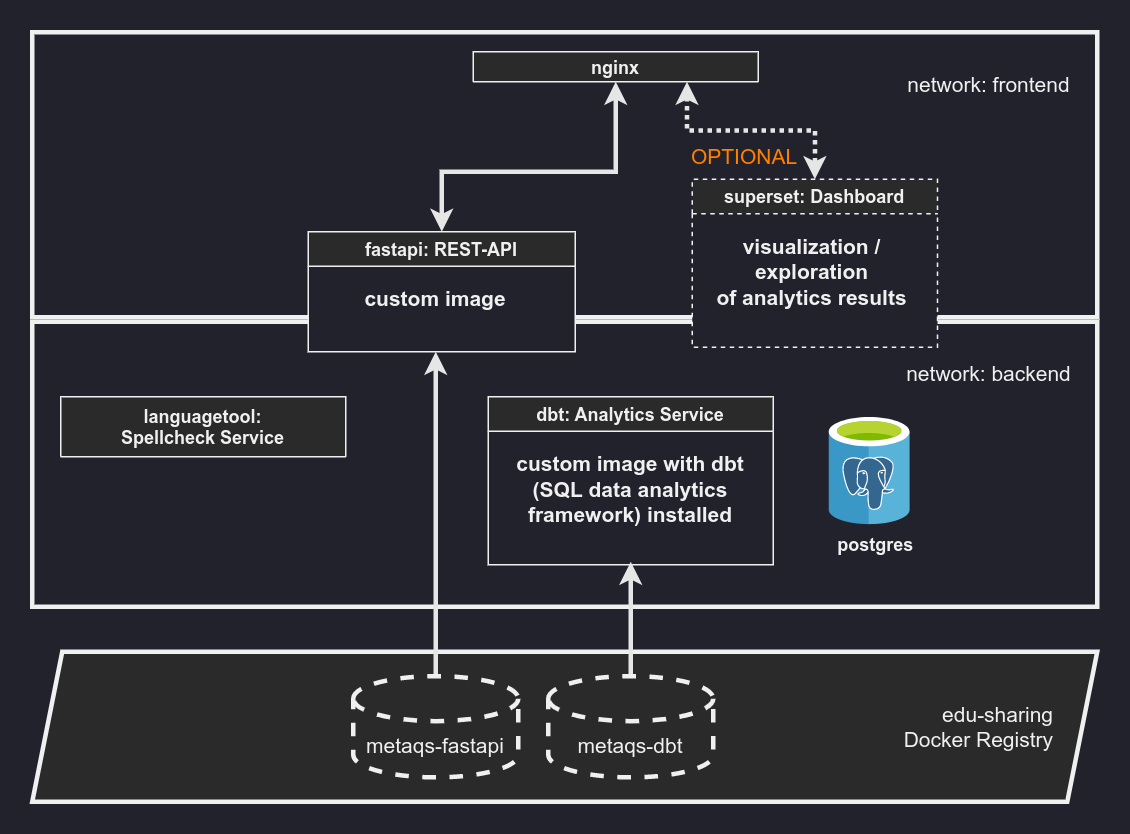 nginx
network: frontend
OPTIONAL
superset: Dashboard
visualization /
exploration
of analytics results
fastapi: REST-API
custom image
network: backend
languagetool:
Spellcheck Service
dbt: Analytics Service
custom image with dbt
(SQL data analytics
framework) installed
postgres
edu-sharing
Docker Registry
metaqs-fastapi
metaqs-dbt